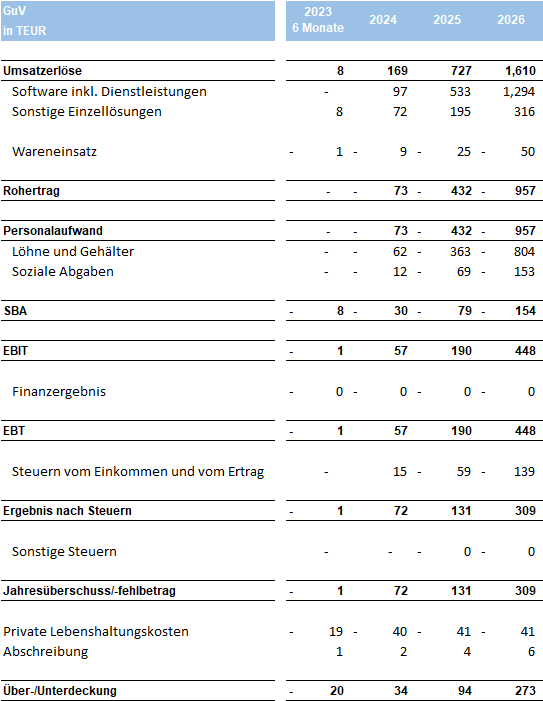 GuV
in TEUR
2023
6 Monate
2024 2025 2026
Umsatzerlöse 8 169 727 1,610
Software inkl. Dienstleistungen - 97 533 1,294
Sonstige Einzellösungen 8 72 195 316
Wareneinsatz - 1 - 9 - 25 - 50
Rohertrag - - 73 - 432 - 957
Personalaufwand - - 73 - 432 - 957
Löhne und Gehälter - - 62 - 363 - 804
Soziale Abgaben - - 12 - 69 - 153
SBA - 8 - 30 - 79 - 154
EBIT - 1 57 190 448
Finanzergebnis - 0 - 0 - 0 - 0
EBT - 1 57 190 448
Steuern vom Einkommen und vom Ertrag - 15 - 59 - 139
Ergebnis nach Steuern - 1 72 131 309
Sonstige Steuern - - - 0 - 0
Jahresüberschuss/-fehlbetrag - 1 72 131 309
Private Lebenshaltungskosten - 19 - 40 - 41 - 41
Abschreibung 1 2 4 6
Über-/Unterdeckung - 20 34 94 273